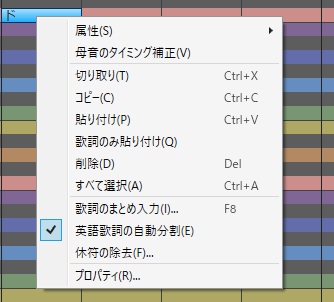 ド
属性(S)
母音のタイミング補正(V)
切り取り(T) Ctrl+X
コピー(C) Ctrl+C
貼り付け(P) Ctrl+V
歌詞のみ貼り付け(Q)
削除(D) Del
すべて選択(A) Ctrl+A
歌詞のまとめ入力(I)... F8
英語歌詞の自動分割(E)
休符の除去(F)...
プロパティ(R)...